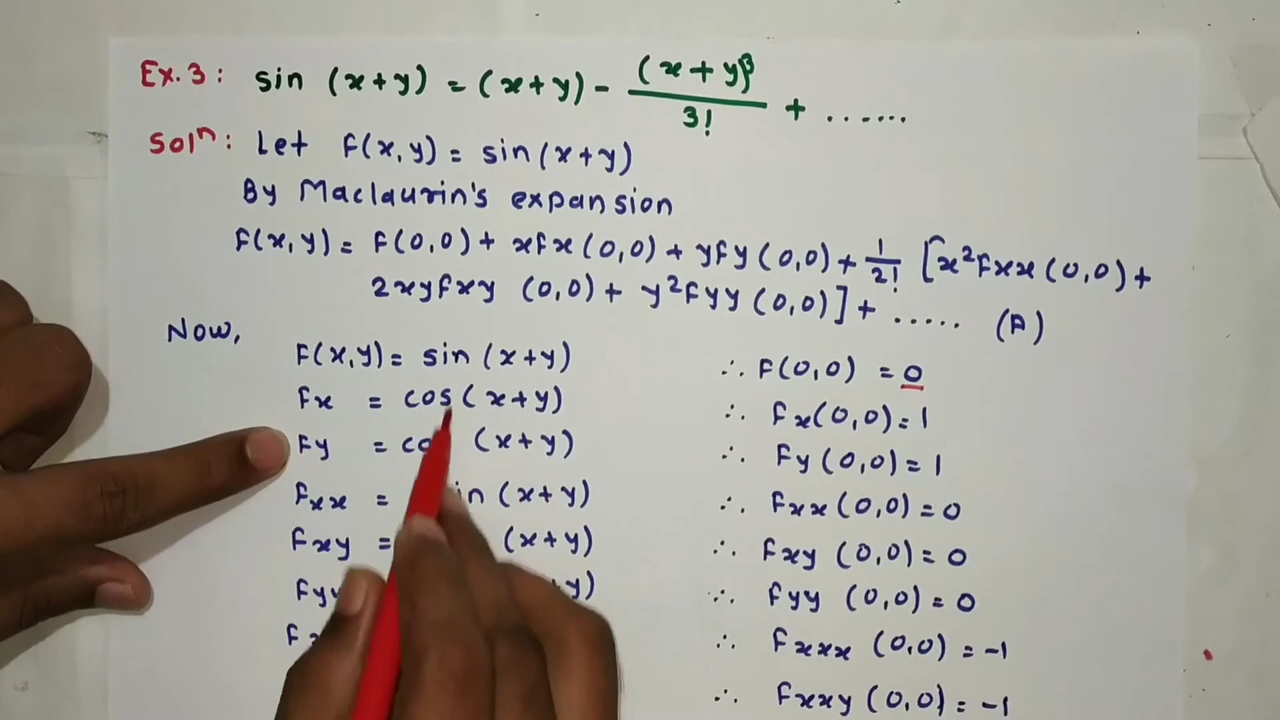 Ex.3: sin (x+y) = (x+y) - (x+y)³/3! + ......
Solⁿ: Let f(x,y) = sin(x+y)
By Maclaurin's expansion
f(x,y) = f(0,0) + xfx(0,0) + yfy(0,0) + 1/2! [x²fxx(0,0) +
2xyfxy (0,0) + y²fyy(0,0)] + ..... (A)
Now,
f(x,y) = sin (x+y) ∴ f(0,0) = 0
fx = cos(x+y) ∴ fx(0,0) = 1
fy = (x+y) ∴ fy(0,0) = 1
fxx = (x+y) ∴ fxx(0,0) = 0
fxy = (x+y) ∴ fxy (0,0) = 0
∴ fyy (0,0) = 0
∴ fxxx (0,0) = -1
∴ fxxy (0,0) = -1